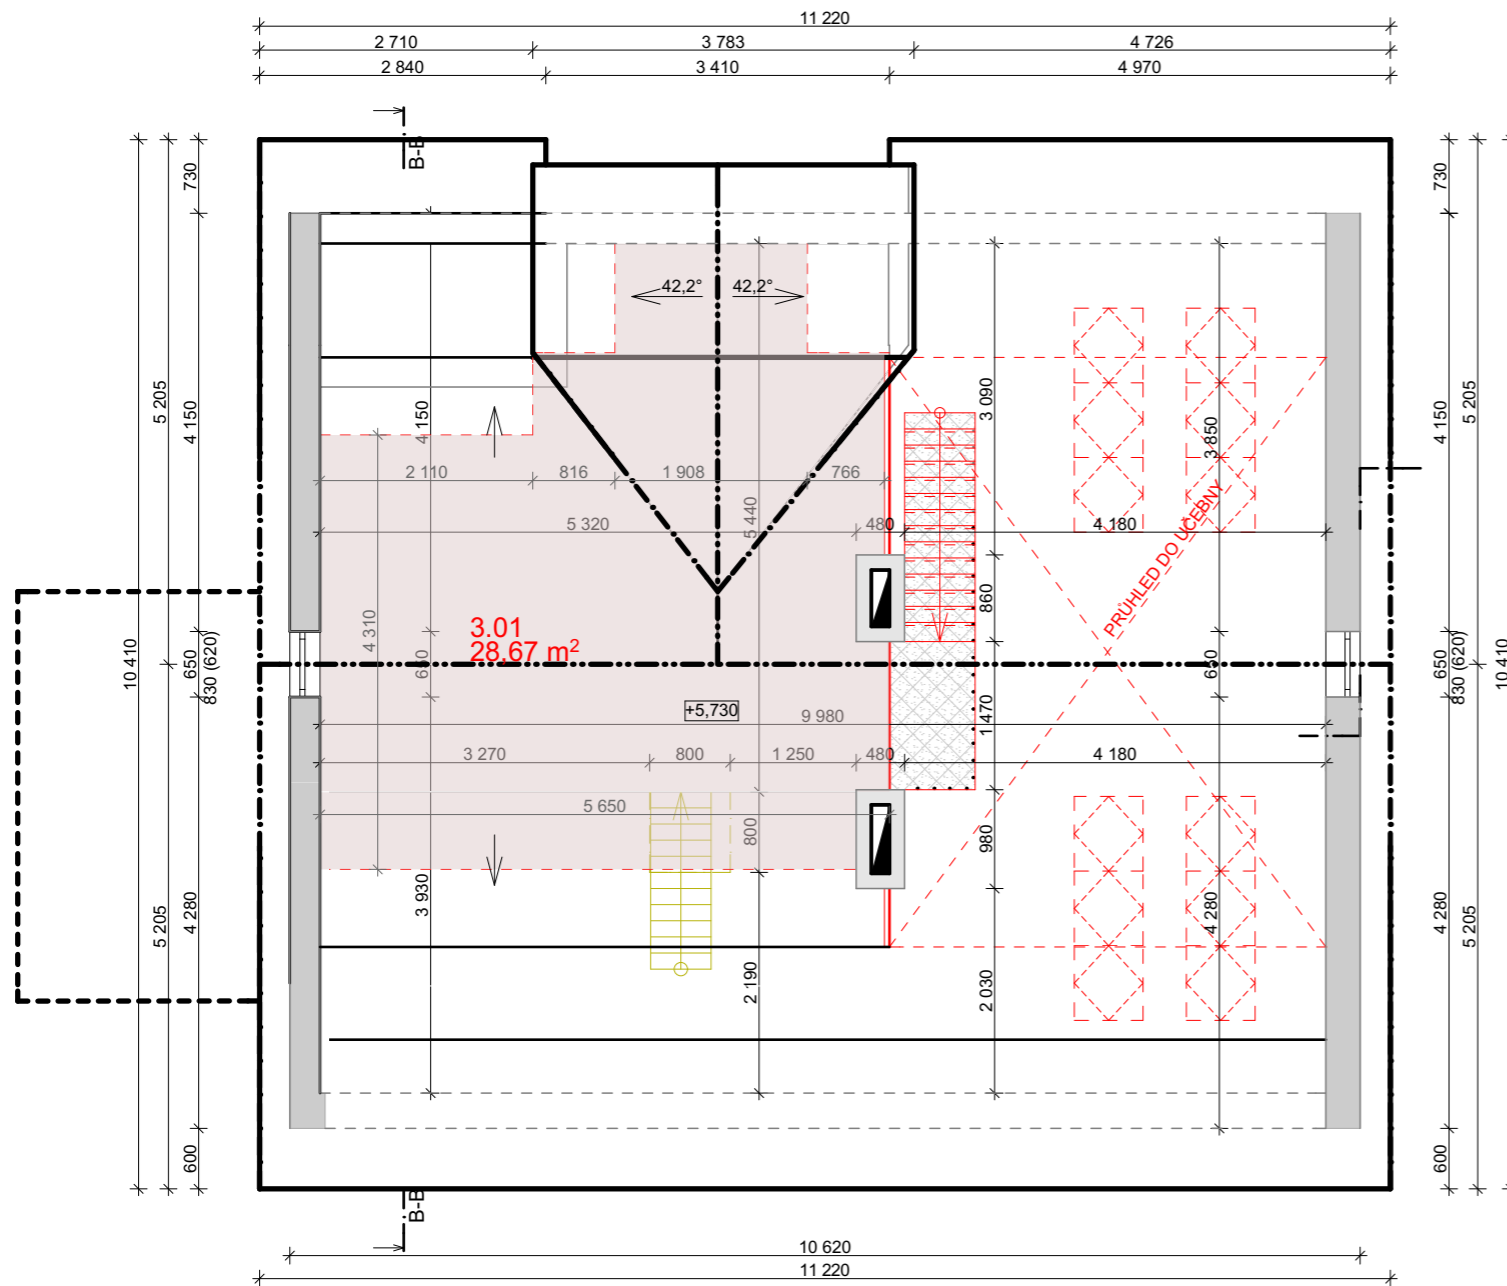 11 220
2 710 3 783 4 726
2 840 3 410 4 970
B-B
730 730
42,2° 42,2°
5 205 4 150 4 150 3 090 3 850 4 150 5 205
2 110 816 1 908 766
5 320 5 440 480 4 180
PRŮHLED DO UČEBNY
4 310 860
3.01
28,67 m²
10 410 650 830 (620) 650 650 650 830 (620) 10 410
+5,730
9 980 1 470
3 270 800 1 250 480 4 180
5 650 800 980
5 205 4 280 3 930 4 280 4 280 5 205
2 190 2 030
600 600
B-B
10 620
11 220